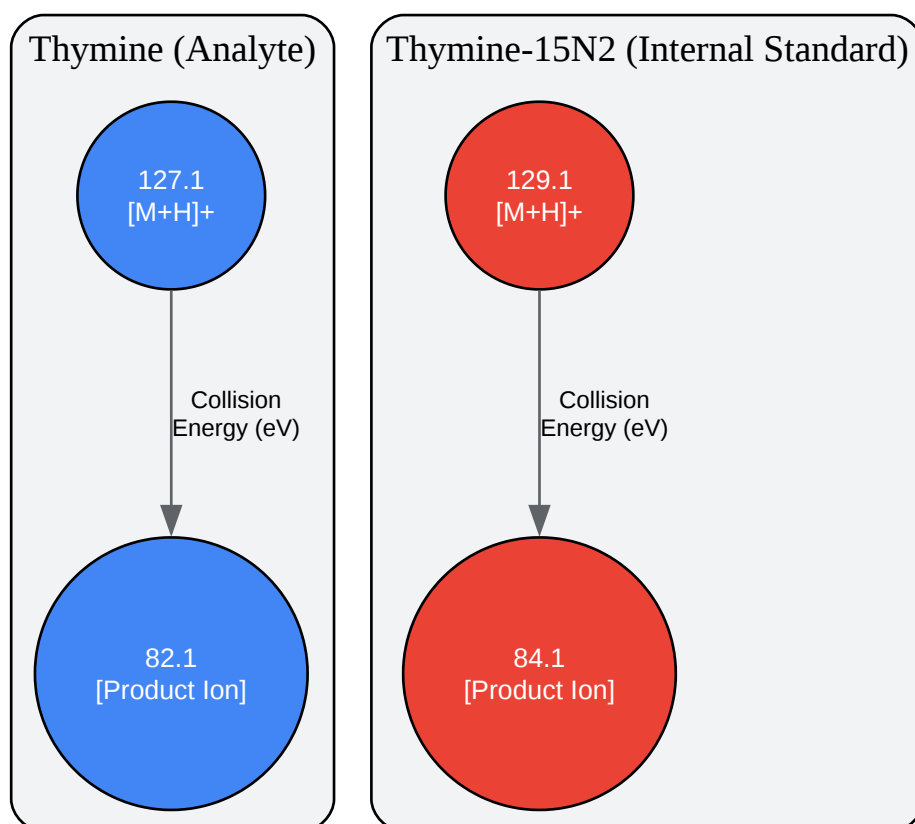 Thymine (Analyte)
127.1
[M+H]+
Collision
Energy (eV)
82.1
[Product Ion]
Thymine-15N2 (Internal Standard)
129.1
[M+H]+
Collision
Energy (eV)
84.1
[Product Ion]